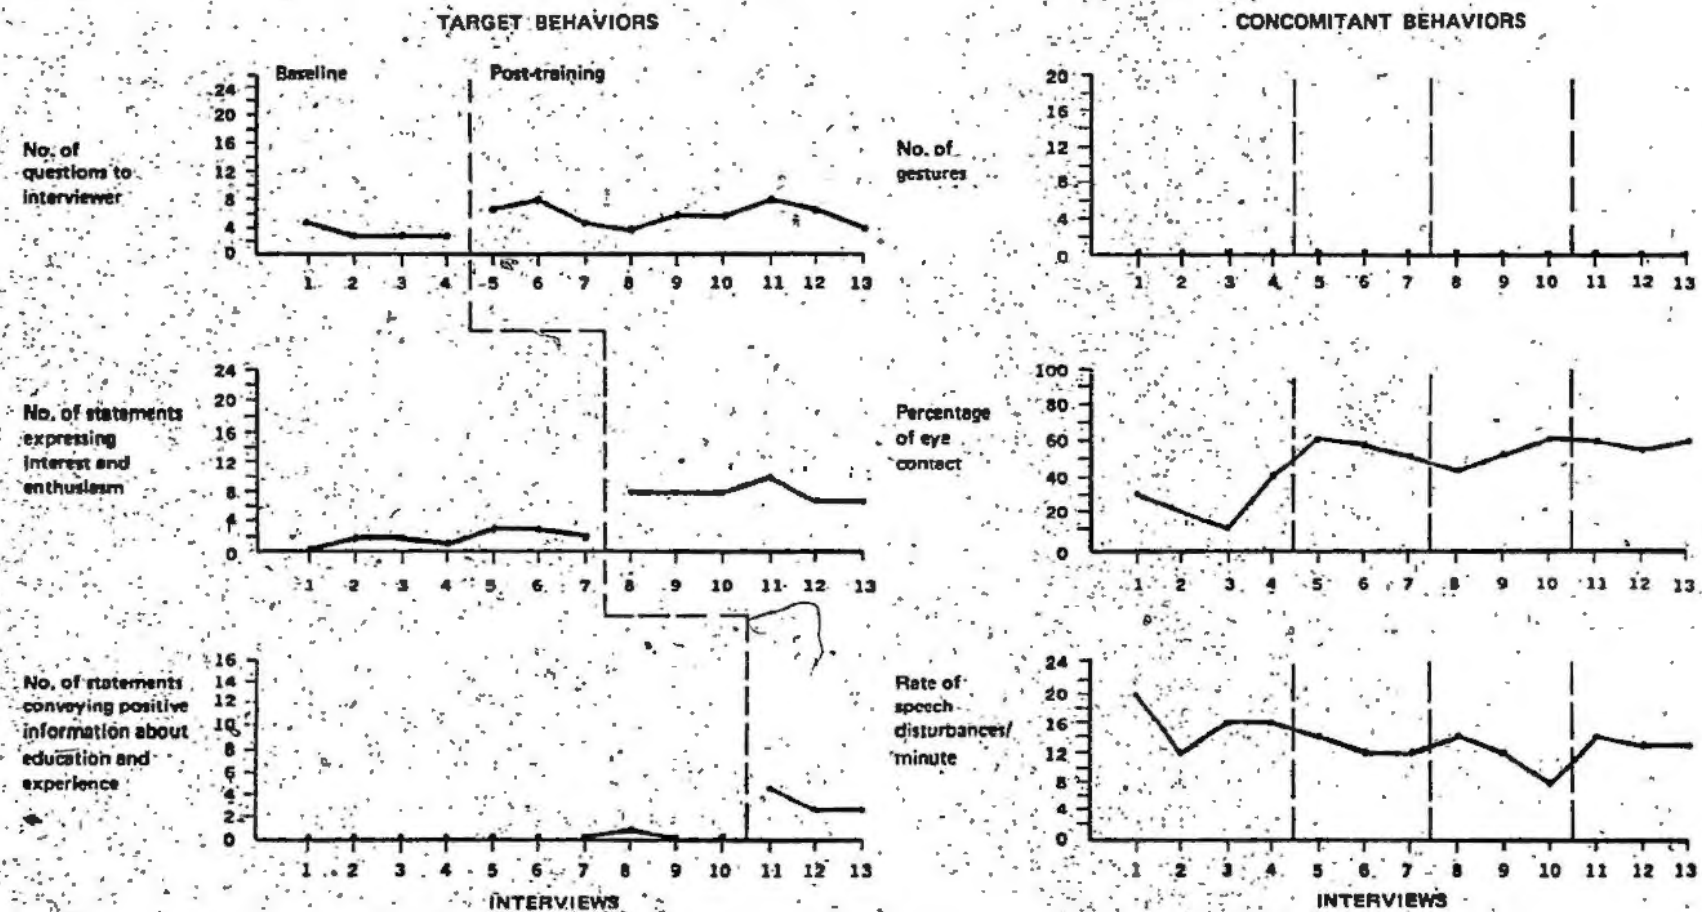 TARGET BEHAVIORS
Baseline
Post-training
No. of
questions to
interviewer
24
20
16
12
8
4
0
1 2 3 4 5 6 7 8 9 10 11 12 13
No. of statements
expressing
interest and
enthusiasm
24
20
16
12
8
4
0
1 2 3 4 5 6 7 8 9 10 11 12 13
No. of statements
conveying positive
information about
education and
experience
16
14
12
10
8
6
4
2
0
1 2 3 4 5 6 7 8 9 10 11 12 13
INTERVIEWS
CONCOMITANT BEHAVIORS
No. of
gestures
20
16
12
8
4
0
1 2 3 4 5 6 7 8 9 10 11 12 13
Percentage
of eye
contact
100
80
60
40
20
0
1 2 3 4 5 6 7 8 9 10 11 12 13
Rate of
speech
disturbances/
minute
24
20
16
12
8
4
0
1 2 3 4 5 6 7 8 9 10 11 12 13
INTERVIEWS